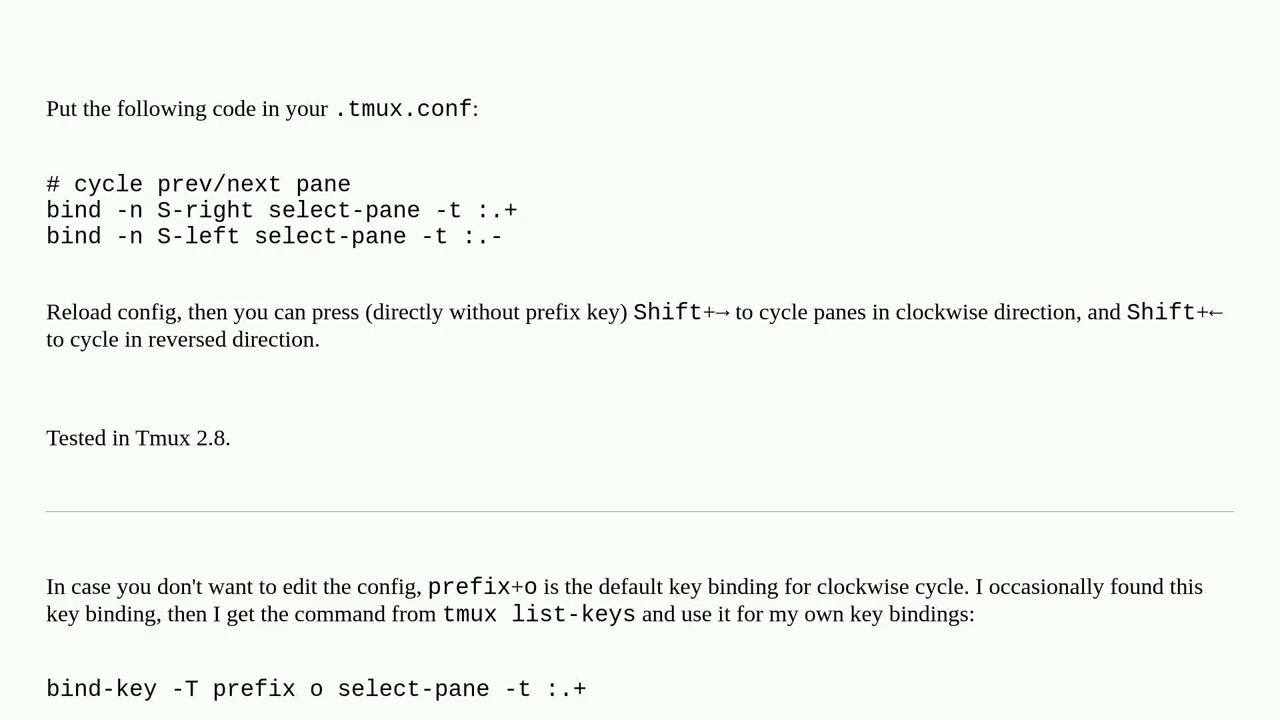 Put the following code in your .tmux.conf:
# cycle prev/next pane
bind -n S-right select-pane -t :.+
bind -n S-left select-pane -t :.-
Reload config, then you can press (directly without prefix key) Shift+→ to cycle panes in clockwise direction, and Shift+←
to cycle in reversed direction.
Tested in Tmux 2.8.
In case you don't want to edit the config, prefix+o is the default key binding for clockwise cycle. I occasionally found this
key binding, then I get the command from tmux list-keys and use it for my own key bindings:
bind-key -T prefix o select-pane -t :.+